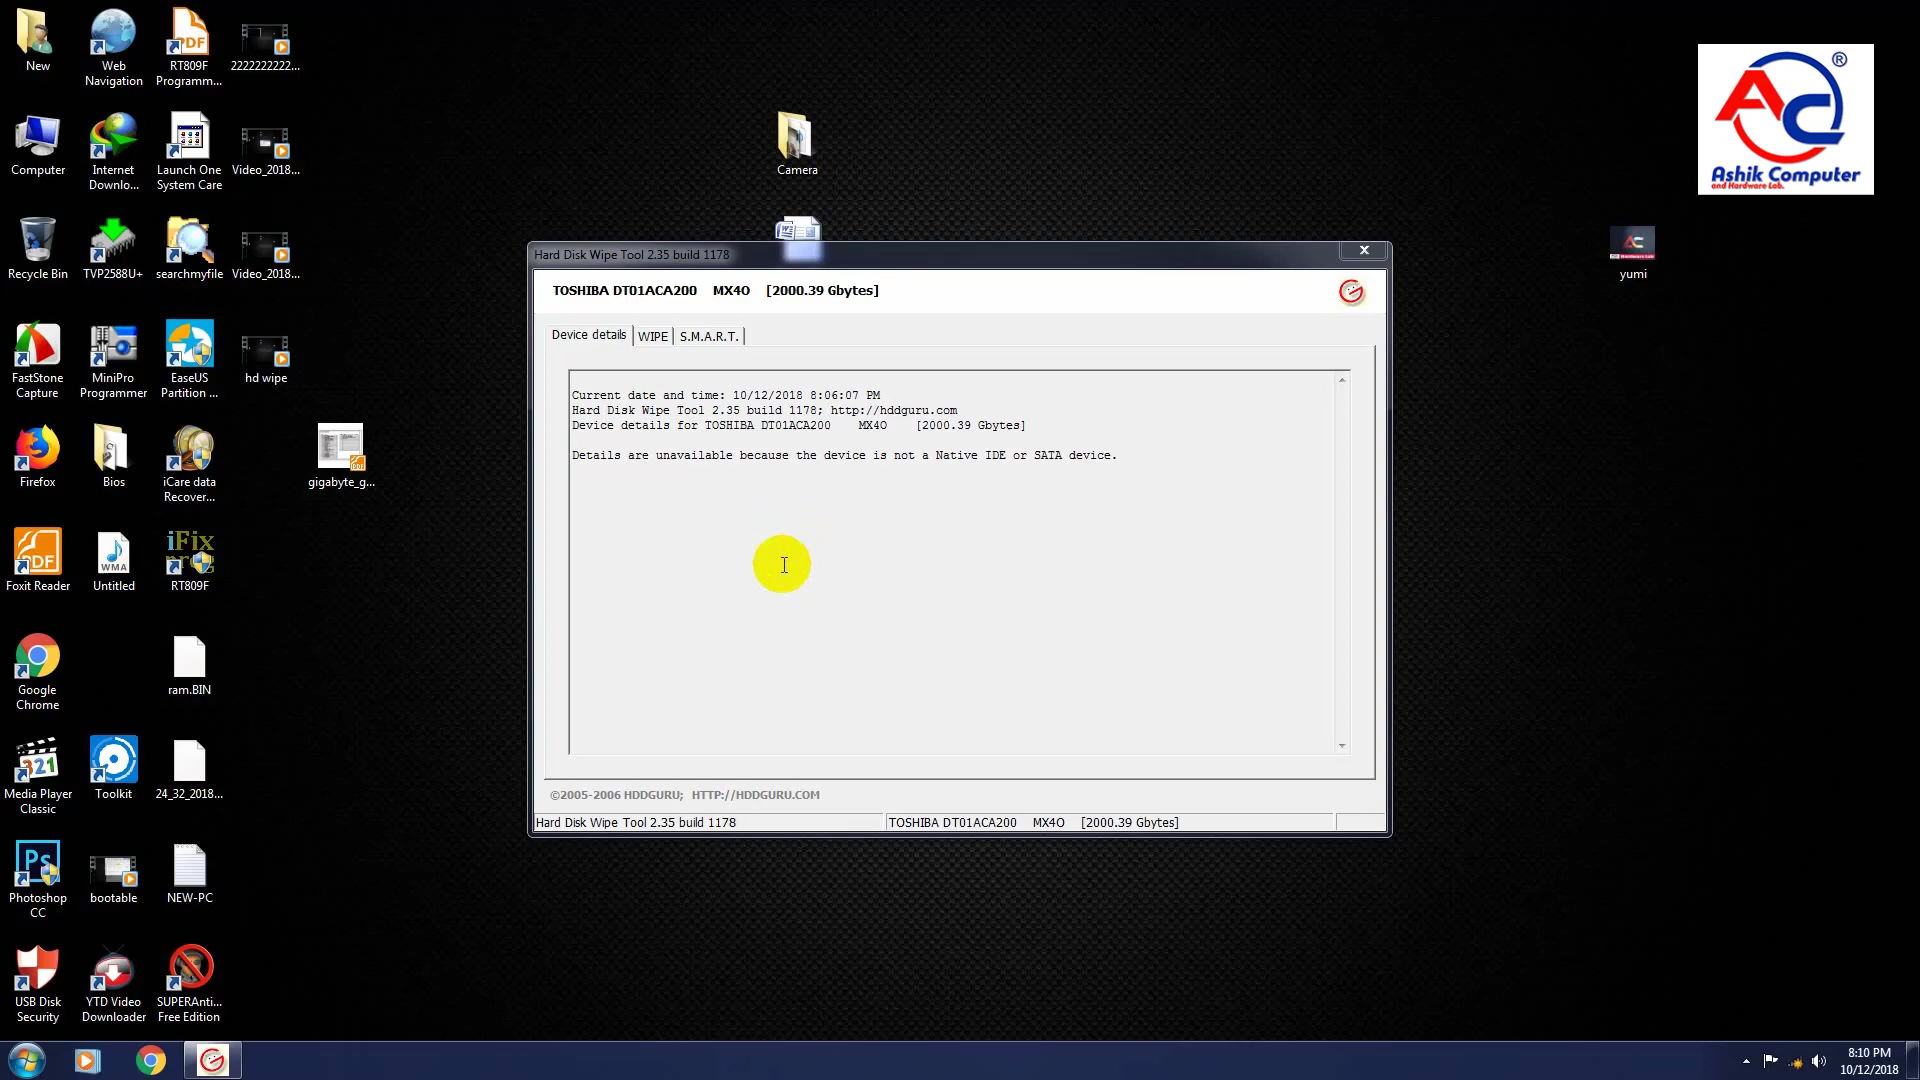 New
Web
Navigation
RT809F
Programm...
2222222222...
Computer
Internet
Downlo...
Launch One
System Care
Video_2018...
Recycle Bin
TVP2588U+
searchmyfile
Video_2018...
FastStone
Capture
MiniPro
Programmer
EaseUS
Partition ...
hd wipe
Firefox
Bios
iCare data
Recover...
gigabyte_g...
Foxit Reader
Untitled
RT809F
Google
Chrome
ram.BIN
Media Player
Classic
Toolkit
24_32_2018...
Photoshop
CC
bootable
NEW-PC
USB Disk
Security
YTD Video
Downloader
SUPERAnti...
Free Edition
Camera
AC ®
Ashik Computer
and Hardware Lab.
yumi
Hard Disk Wipe Tool 2.35 build 1178
TOSHIBA DT01ACA200 MX4O [2000.39 Gbytes]
Device details WIPE S.M.A.R.T.
Current date and time: 10/12/2018 8:06:07 PM
Hard Disk Wipe Tool 2.35 build 1178; http://hddguru.com
Device details for TOSHIBA DT01ACA200 MX4O [2000.39 Gbytes]
Details are unavailable because the device is not a Native IDE or SATA device.
©2005-2006 HDDGURU; HTTP://HDDGURU.COM
Hard Disk Wipe Tool 2.35 build 1178 TOSHIBA DT01ACA200 MX4O [2000.39 Gbytes]
8:10 PM
10/12/2018